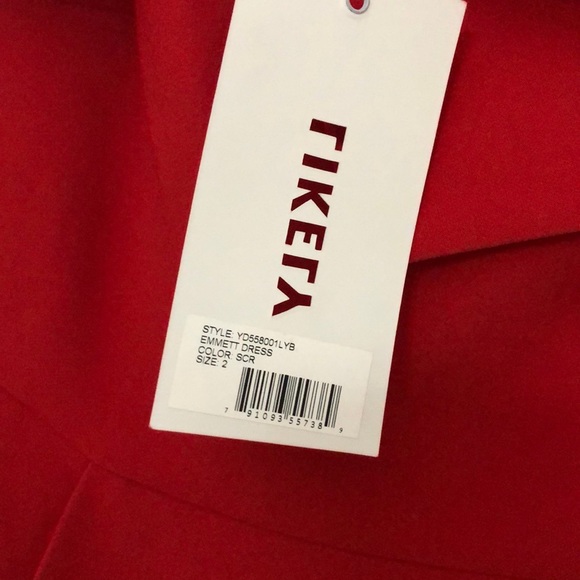 LIKELY
STYLE: YD558001LYB
EMMETT DRESS
COLOR: SCR
SIZE: 2
7 91093 55738 9